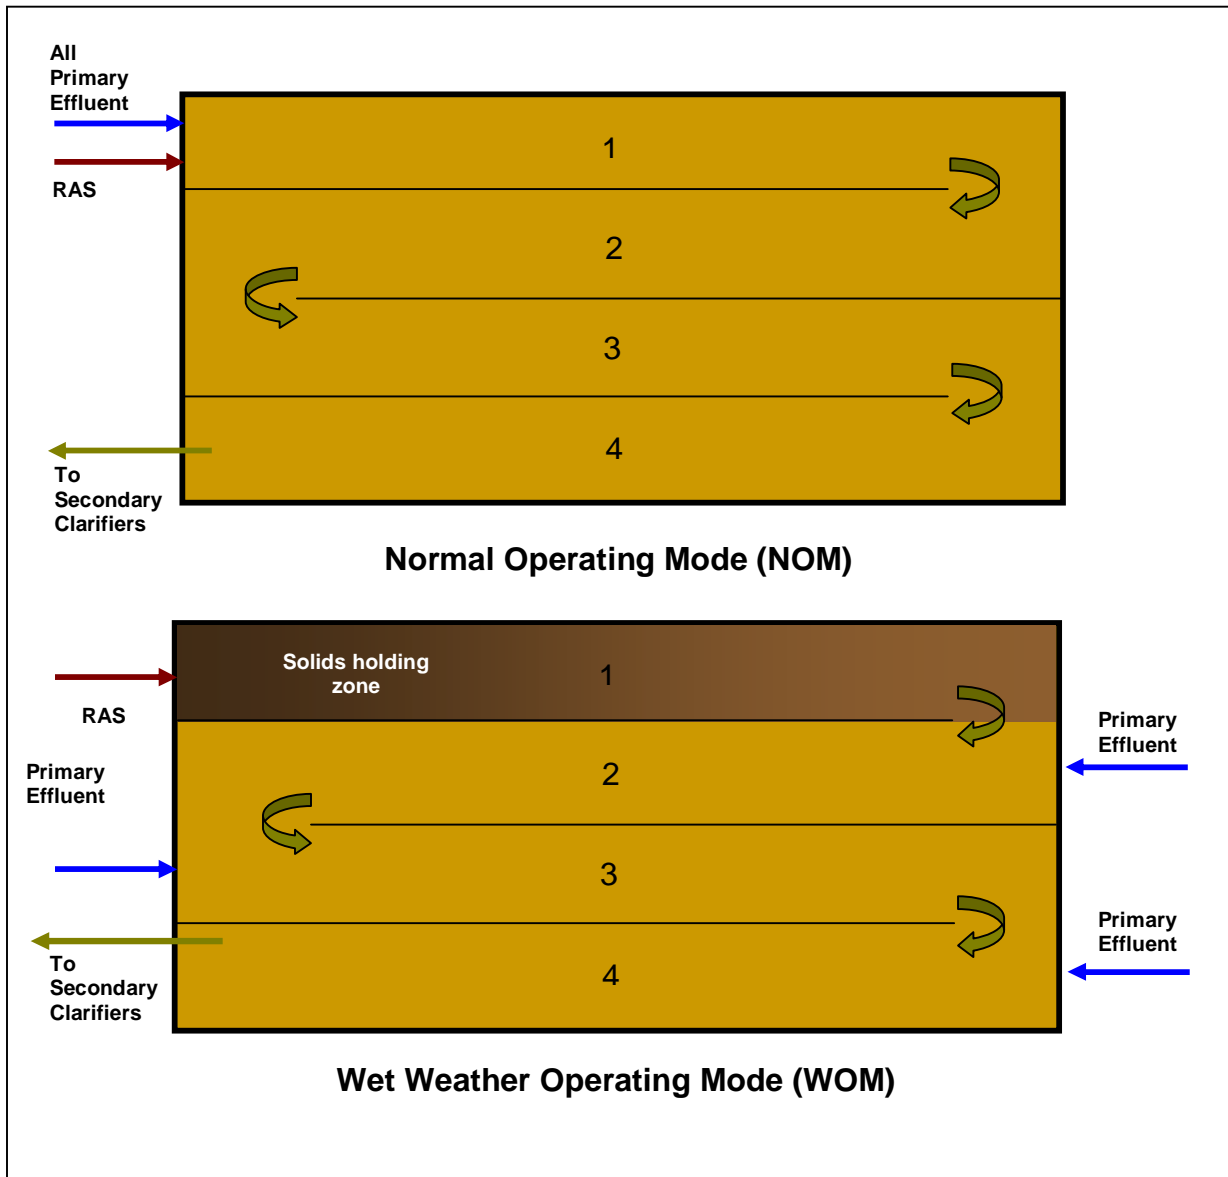 All
Primary
Effluent
RAS
1
2
3
4
To
Secondary
Clarifiers
Normal Operating Mode (NOM)
Solids holding
zone
1
RAS
Primary
Effluent
2
Primary
Effluent
3
Primary
Effluent
To
Secondary
Clarifiers
4
Wet Weather Operating Mode (WOM)